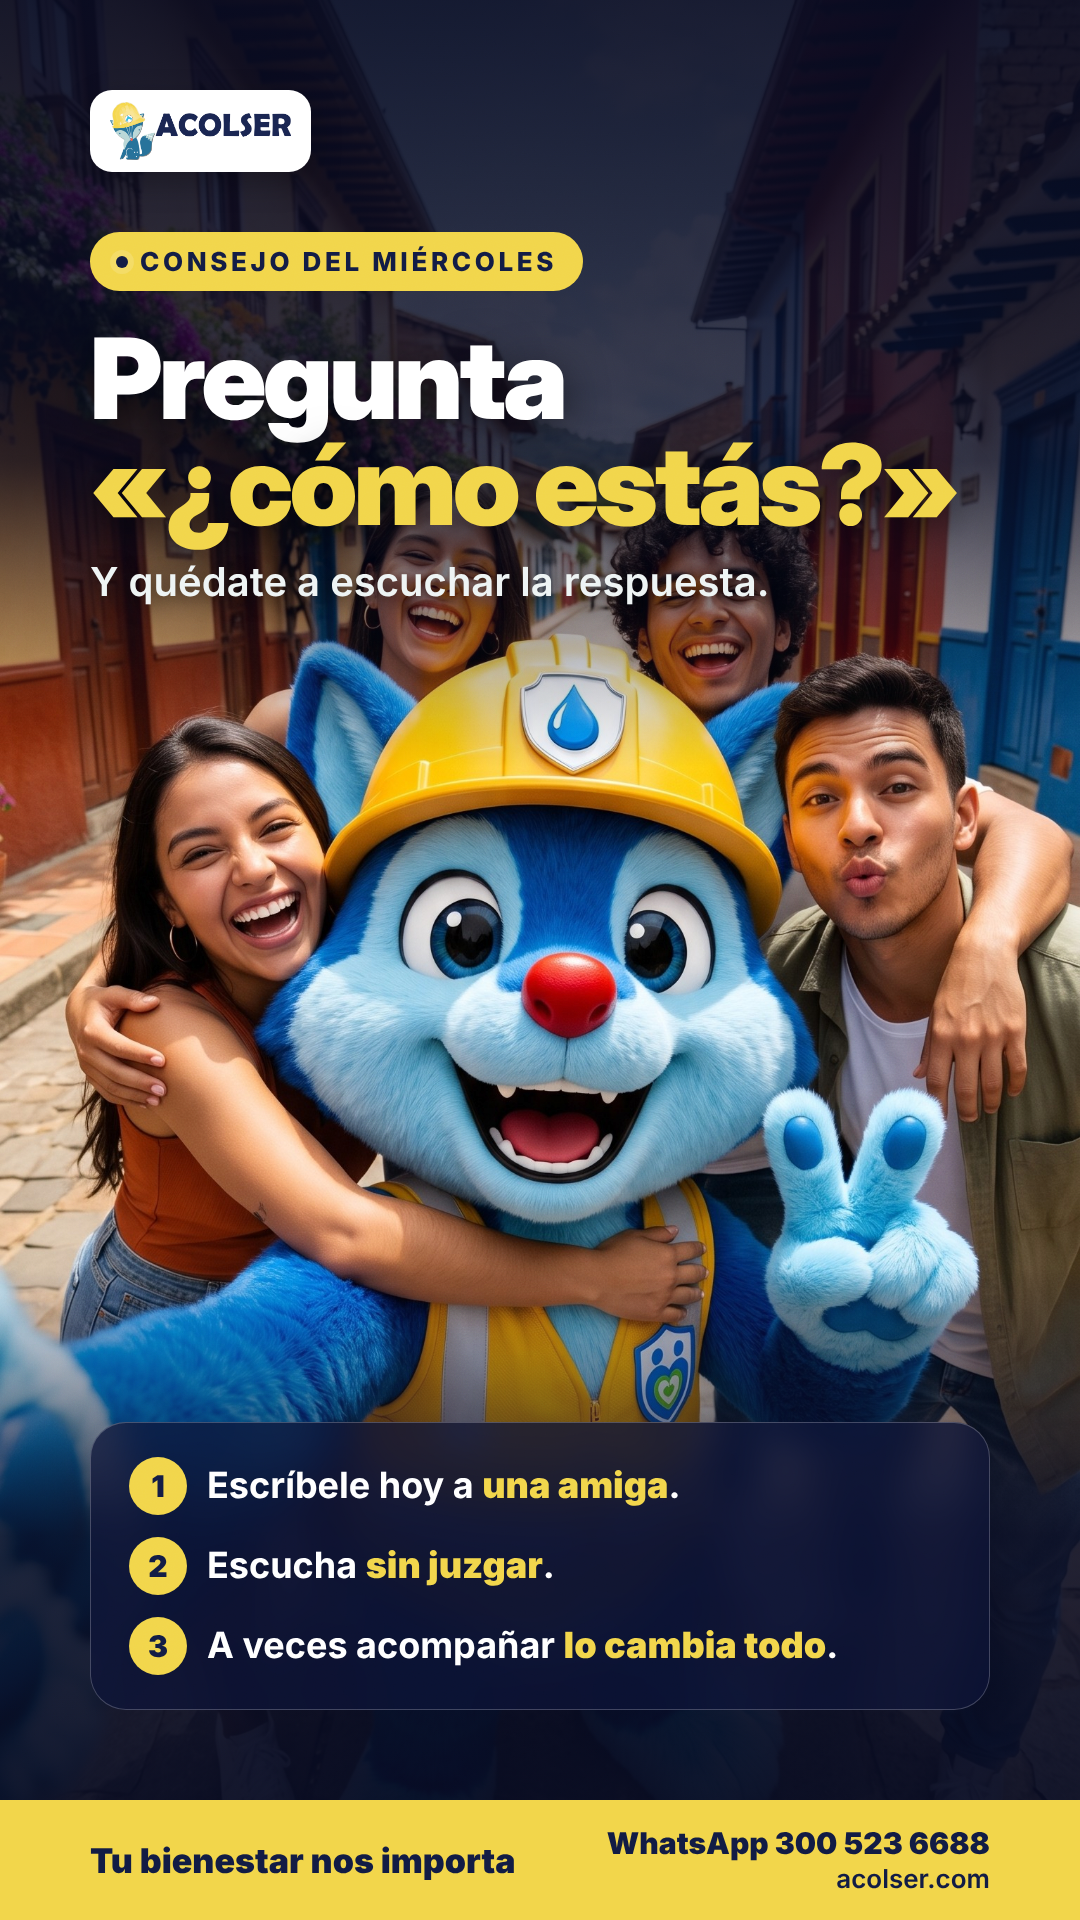 ACOLSER
CONSEJO DEL MIÉRCOLES
Pregunta
«¿cómo estás?»
Y quédate a escuchar la respuesta.
1 Escríbele hoy a una amiga.
2 Escucha sin juzgar.
3 A veces acompañar lo cambia todo.
Tu bienestar nos importa
WhatsApp 300 523 6688
acolser.com